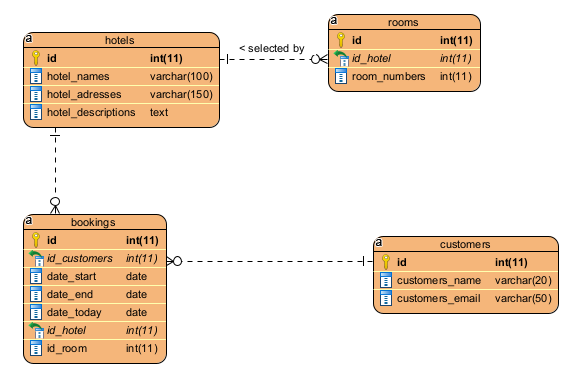 a
hotels
id int(11)
hotel_names varchar(100)
hotel_adresses varchar(150)
hotel_descriptions text
< selected by
a
rooms
id int(11)
id_hotel int(11)
room_numbers int(11)
a
bookings
id int(11)
id_customers int(11)
date_start date
date_end date
date_today date
id_hotel int(11)
id_room int(11)
a
customers
id int(11)
customers_name varchar(20)
customers_email varchar(50)